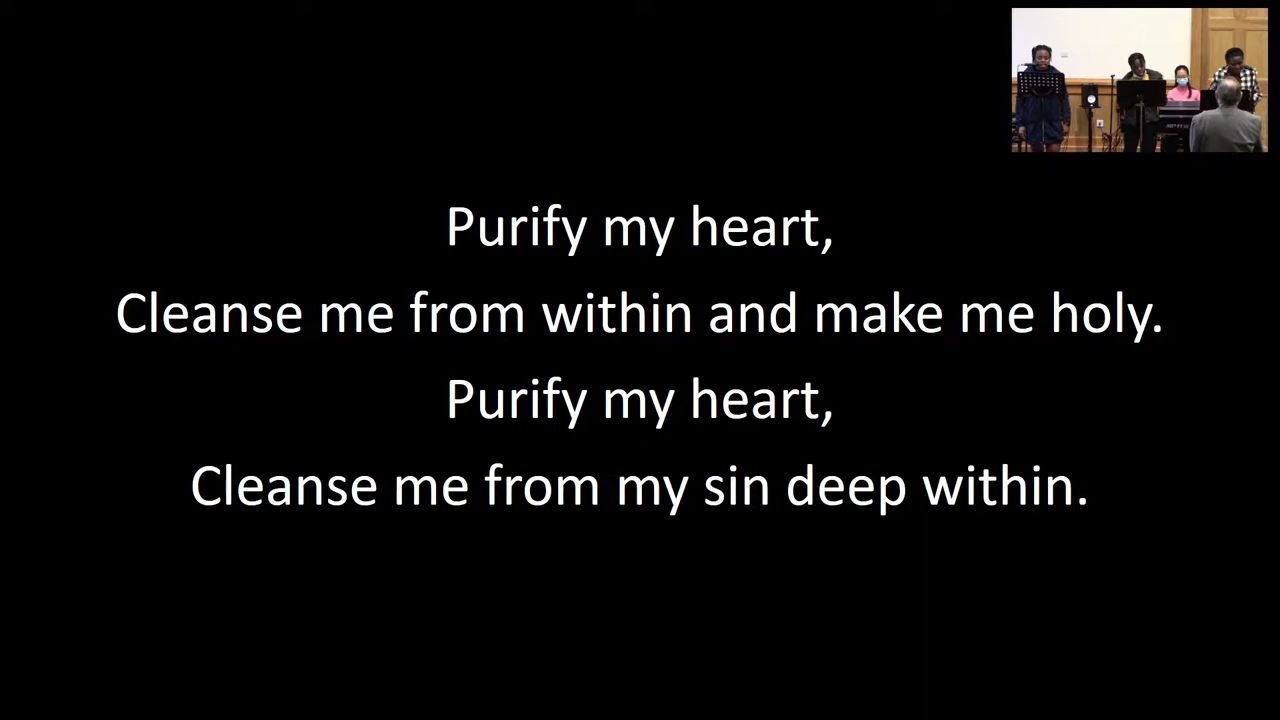 Purify my heart,
Cleanse me from within and make me holy.
Purify my heart,
Cleanse me from my sin deep within.